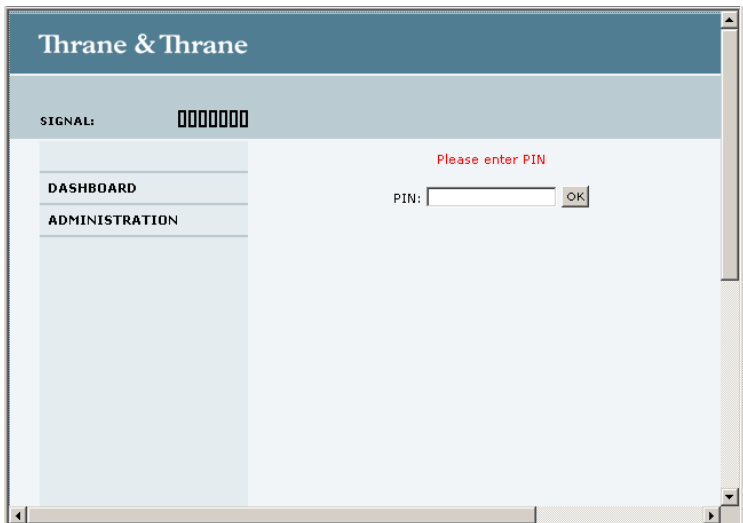 Thrane & Thrane
SIGNAL:
Please enter PIN
DASHBOARD
PIN: OK
ADMINISTRATION